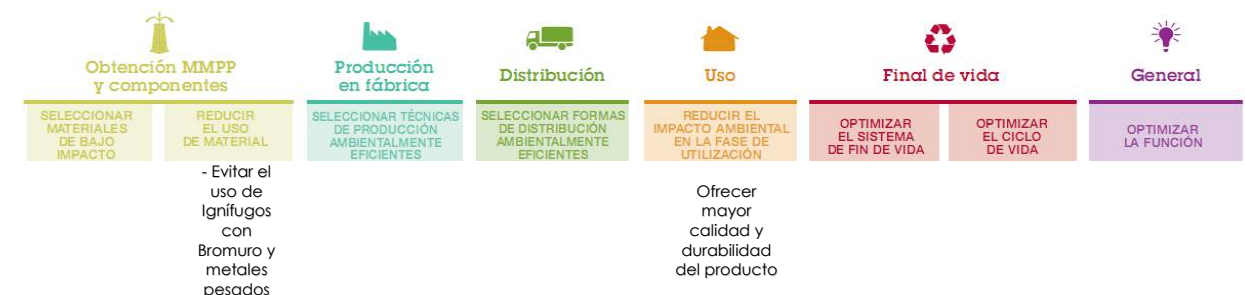 Obtención MMPP
y componentes
Producción
en fábrica
Distribución
Uso
Final de vida
General
SELECCIONAR
MATERIALES
DE BAJO
IMPACTO
REDUCIR
EL USO
DE MATERIAL
SELECCIONAR TÉCNICAS
DE PRODUCCIÓN
AMBIENTALMENTE
EFICIENTES
SELECCIONAR FORMAS
DE DISTRIBUCIÓN
AMBIENTALMENTE
EFICIENTES
REDUCIR EL
IMPACTO AMBIENTAL
EN LA FASE DE
UTILIZACIÓN
OPTIMIZAR
EL SISTEMA
DE FIN DE VIDA
OPTIMIZAR
EL CICLO
DE VIDA
OPTIMIZAR
LA FUNCIÓN
- Evitar el
uso de
Ignífugos
con
Bromuro y
metales
pesados
Ofrecer
mayor
calidad y
durabilidad
del producto